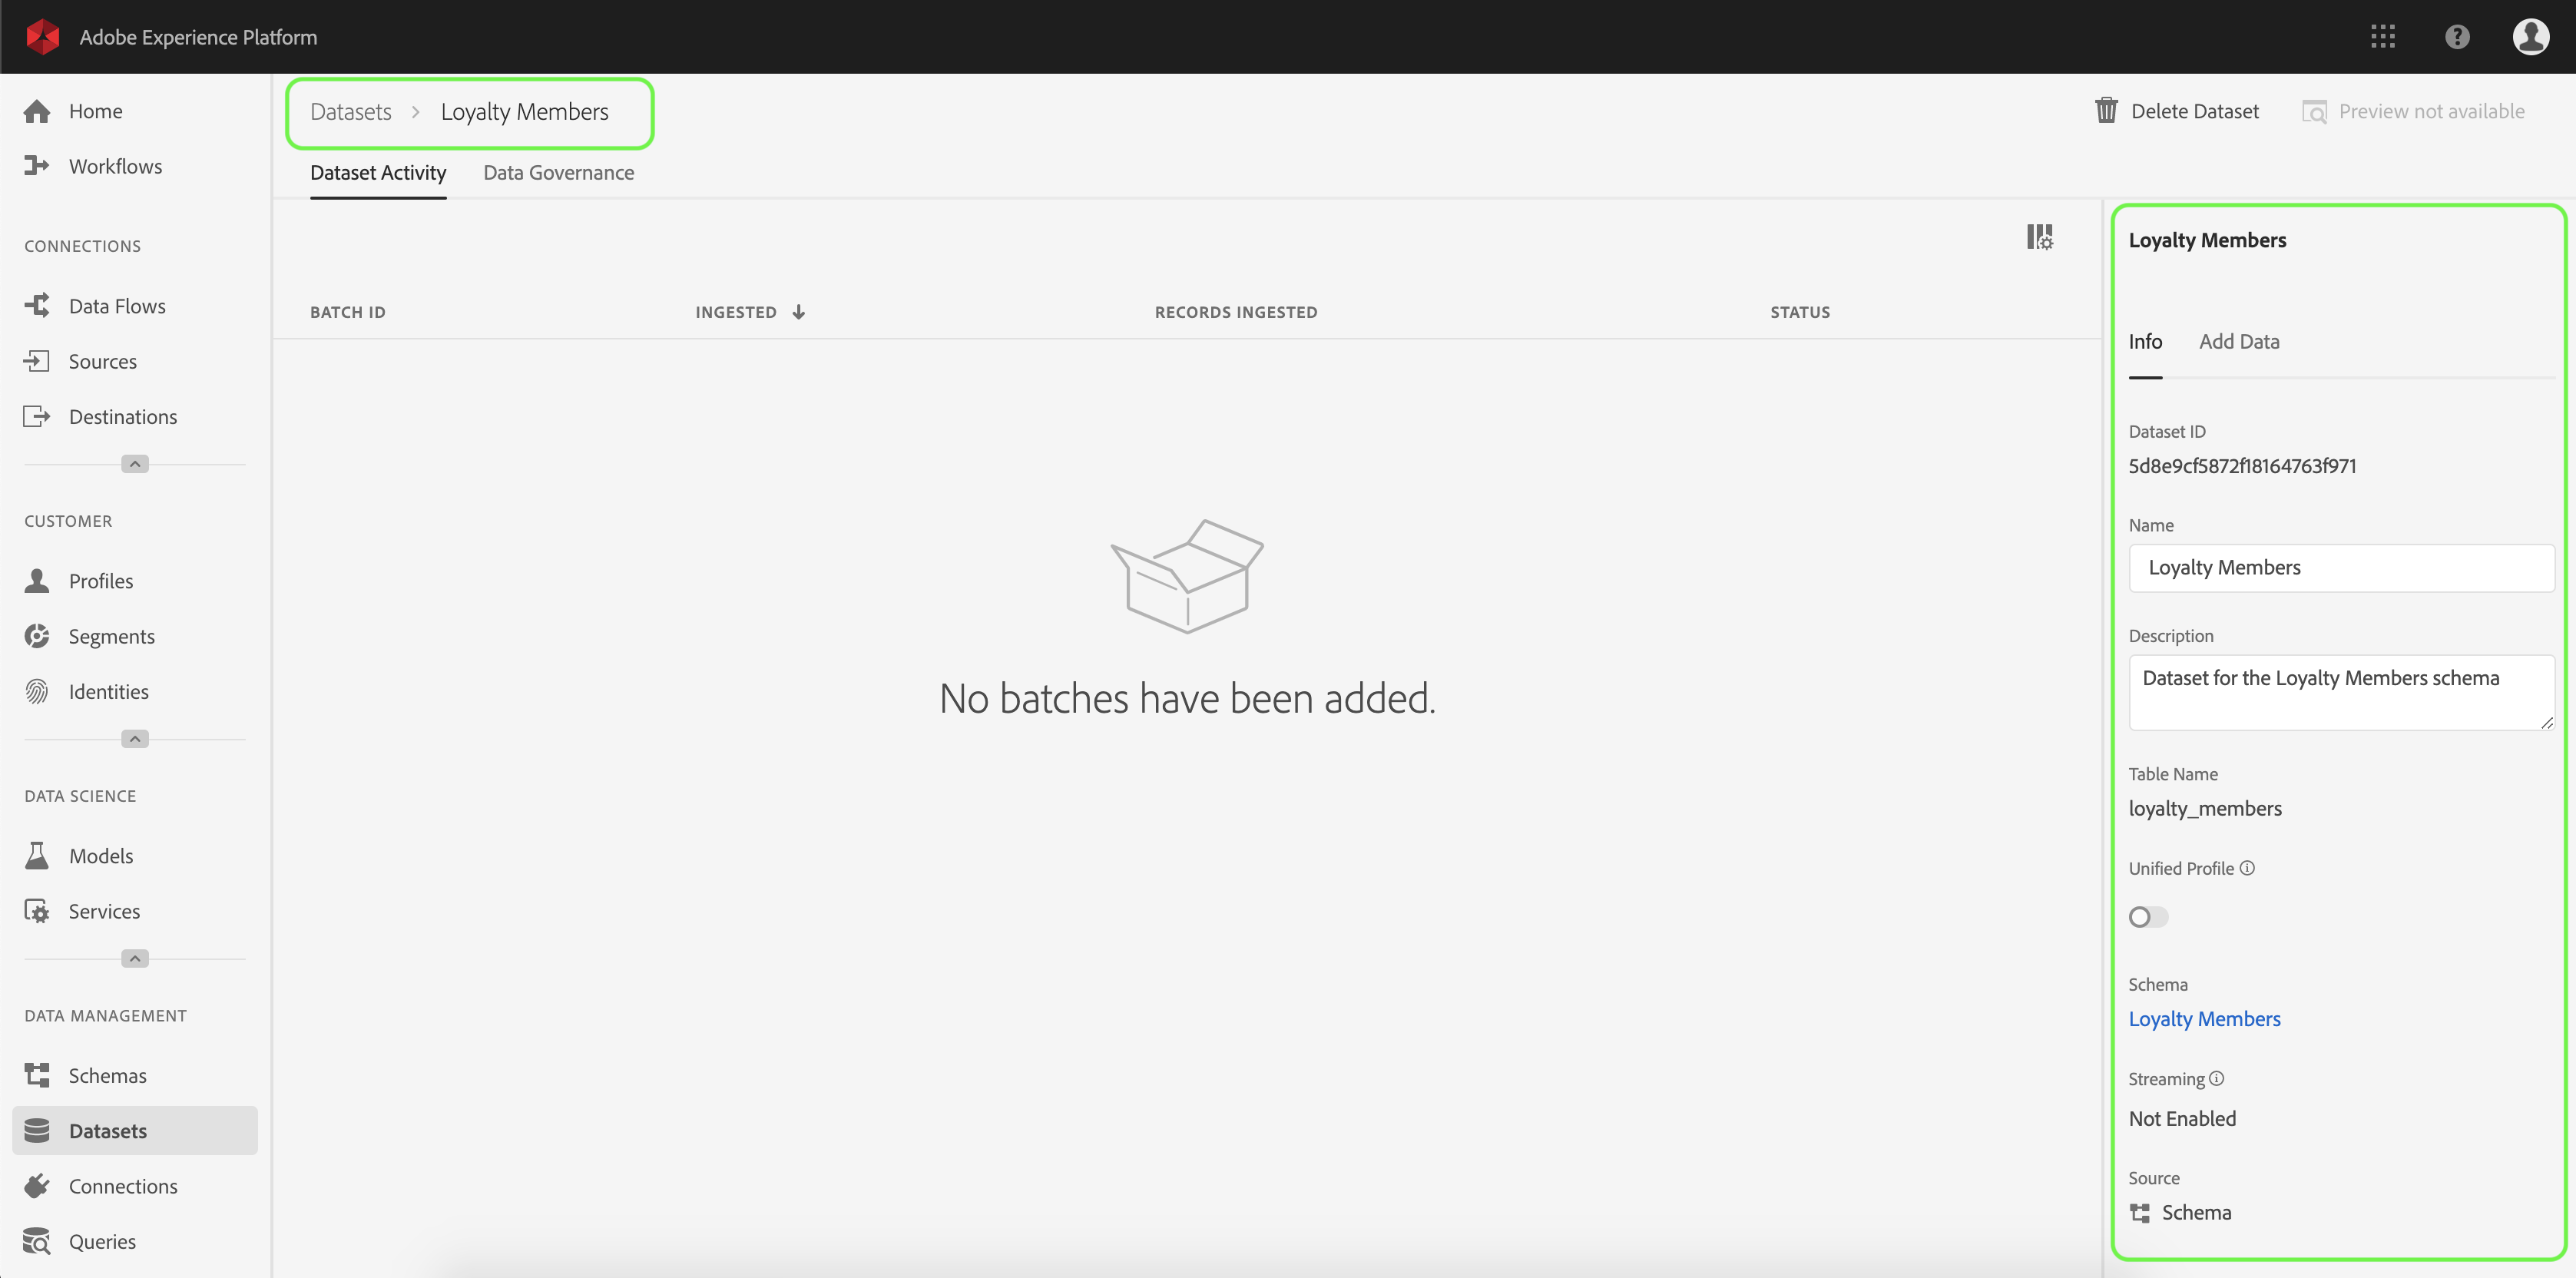 Adobe Experience Platform
Home
Workflows
CONNECTIONS
Data Flows
Sources
Destinations
CUSTOMER
Profiles
Segments
Identities
DATA SCIENCE
Models
Services
DATA MANAGEMENT
Schemas
Datasets
Connections
Queries
Datasets > Loyalty Members
Delete Dataset
Preview not available
Dataset Activity
Data Governance
BATCH ID INGESTED RECORDS INGESTED STATUS
No batches have been added.
Loyalty Members
Info
Add Data
Dataset ID
5d8e9cf5872f18164763f971
Name
Loyalty Members
Description
Dataset for the Loyalty Members schema
Table Name
loyalty_members
Unified Profile
Schema
Loyalty Members
Streaming
Not Enabled
Source
Schema